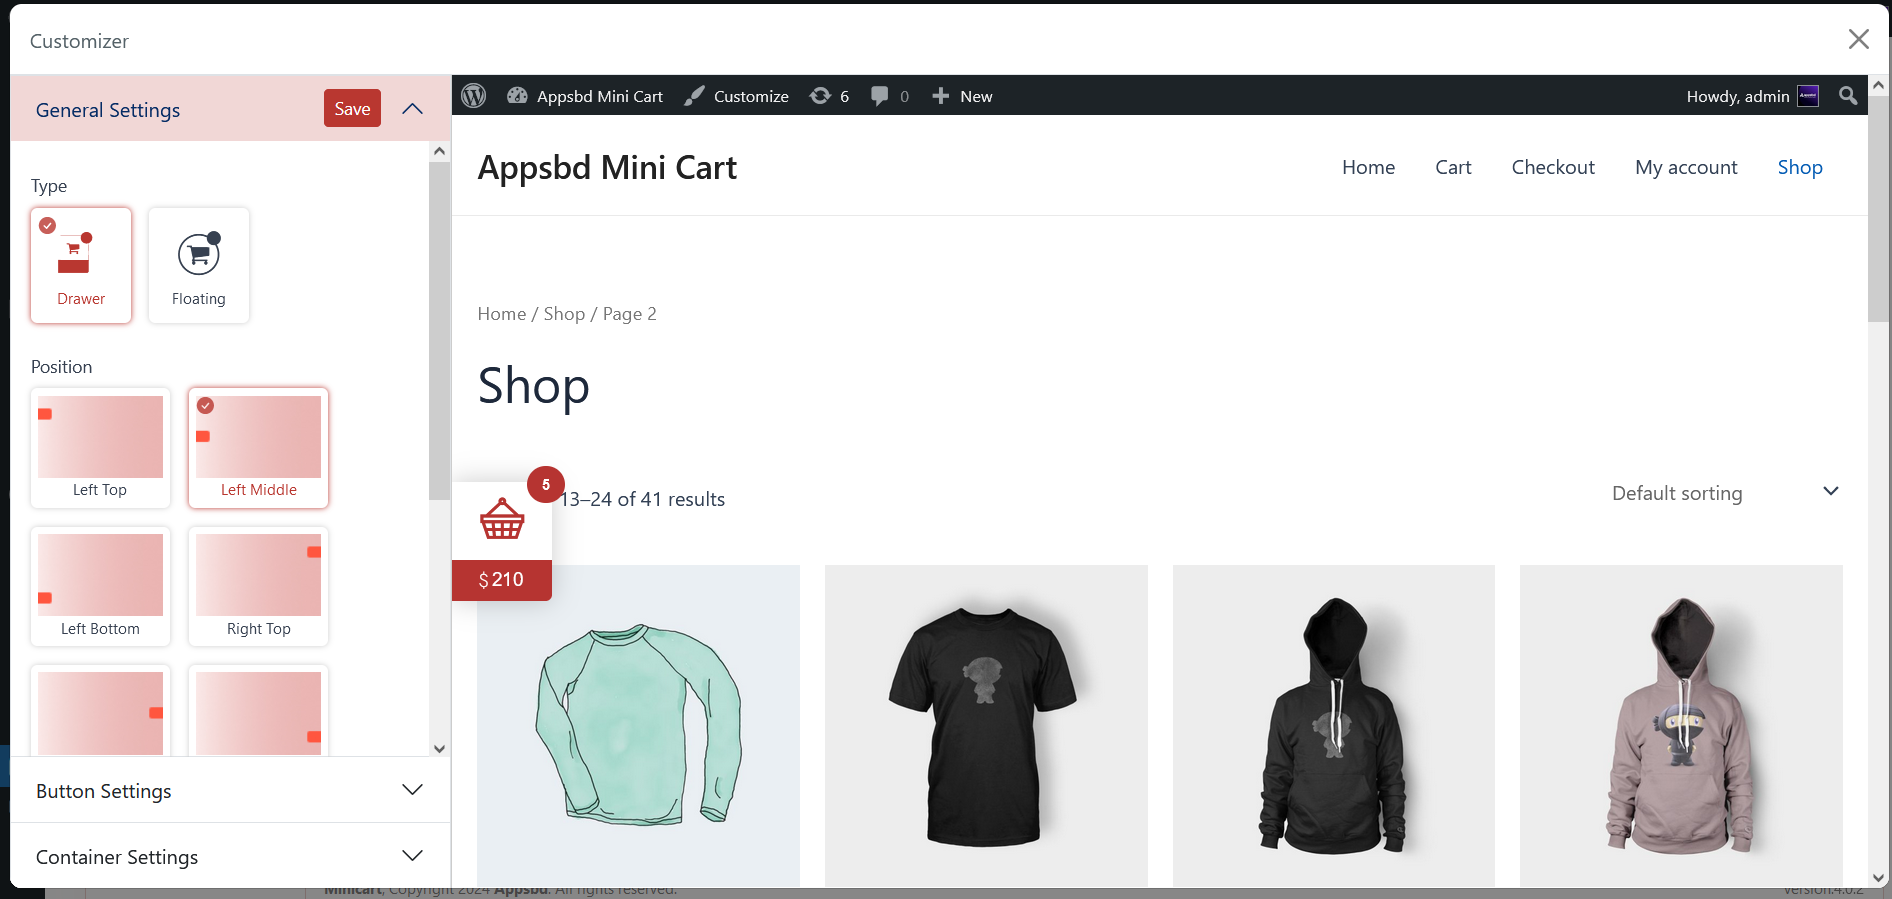 Customizer
General Settings
Save
Type
Drawer
Floating
Position
Left Top
Left Middle
Left Bottom
Right Top
Button Settings
Container Settings
Appsbd Mini Cart
Customize
6
0
New
Howdy, admin
Appsbd Mini Cart
Home
Cart
Checkout
My account
Shop
Home / Shop / Page 2
Shop
5
13–24 of 41 results
Default sorting
$ 210
Minicart, Copyright 2024 Appsbd. All rights reserved.
Version:4.0.2